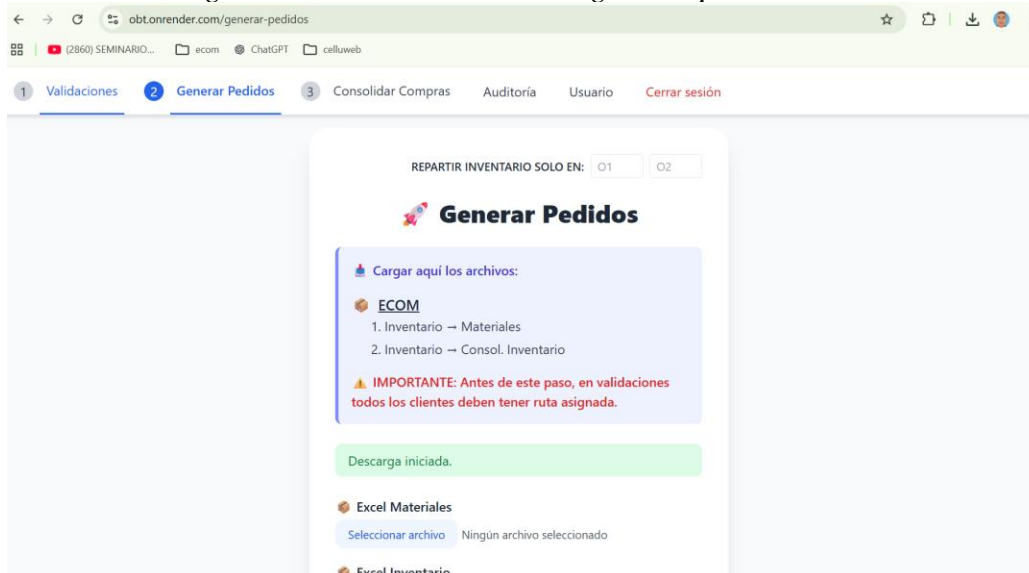 obt.onrender.com/generar-pedidos
(2860) SEMINARIO... ecom ChatGPT celluweb
1 Validaciones 2 Generar Pedidos 3 Consolidar Compras Auditoría Usuario Cerrar sesión
REPARTIR INVENTARIO SOLO EN: O1 O2
Generar Pedidos
Cargar aquí los archivos:
ECOM
1. Inventario → Materiales
2. Inventario → Consol. Inventario
IMPORTANTE: Antes de este paso, en validaciones
todos los clientes deben tener ruta asignada.
Descarga iniciada.
Excel Materiales
Seleccionar archivo Ningún archivo seleccionado
Excel Inventario